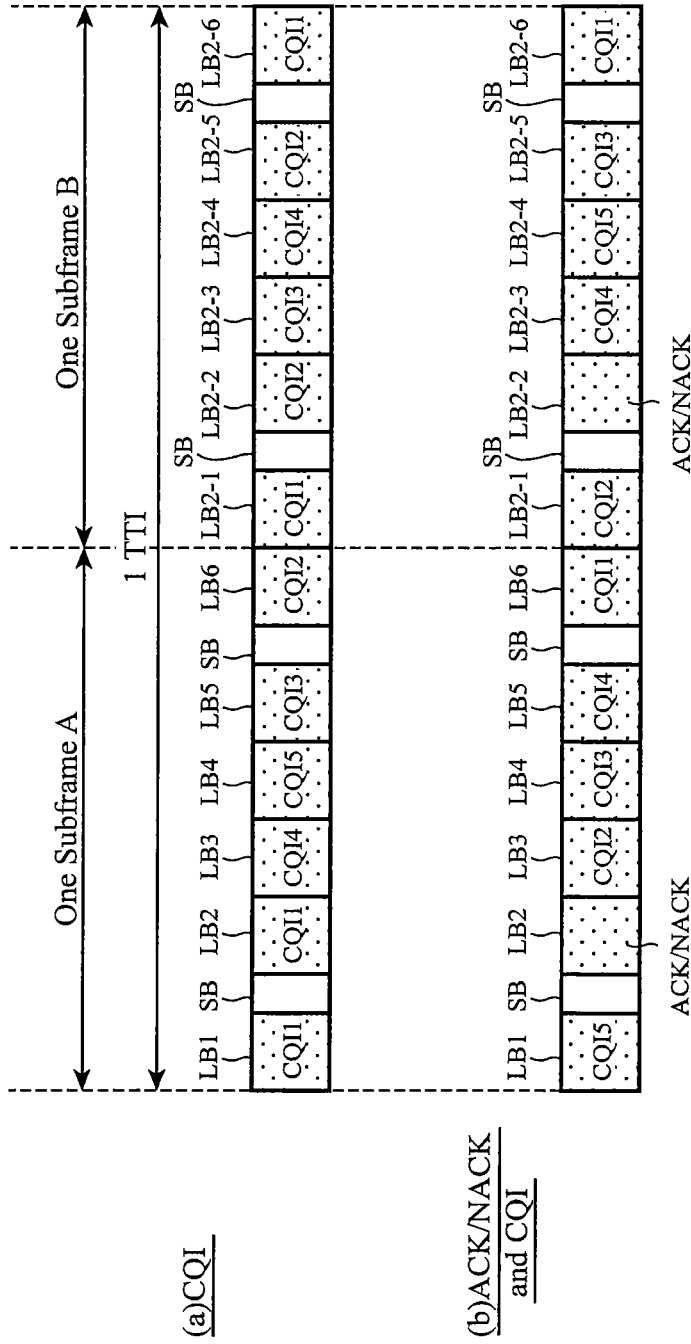 One Subframe A One Subframe B
1 TTI
(a)CQI
LB1 SB LB2 LB3 LB4 LB5 SB LB6 LB2-1 SB LB2-2 LB2-3 LB2-4 LB2-5 SB LB2-6
CQI1 CQI1 CQI4 CQI5 CQI3 CQI2 CQI1 CQI2 CQI3 CQI4 CQI2 CQI1
(b)ACK/NACK
and CQI
LB1 SB LB2 LB3 LB4 LB5 SB LB6 LB2-1 SB LB2-2 LB2-3 LB2-4 LB2-5 SB LB2-6
CQI5 CQI2 CQI3 CQI4 CQI1 CQI2 CQI4 CQI5 CQI3 CQI1
ACK/NACK ACK/NACK